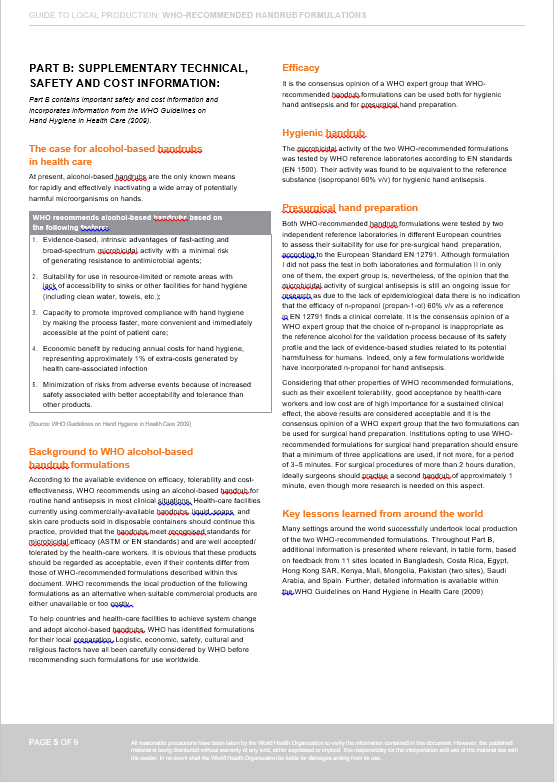 GUIDE TO LOCAL PRODUCTION: WHO-RECOMMENDED HANDRUB FORMULATIONS
PART B: SUPPLEMENTARY TECHNICAL,
SAFETY AND COST INFORMATION:
Part B contains important safety and cost information and
incorporates information from the WHO Guidelines on
Hand Hygiene in Health Care (2009).
The case for alcohol-based handrubs
in health care
At present, alcohol-based handrubs are the only known means
for rapidly and effectively inactivating a wide array of potentially
harmful microorganisms on hands.
WHO recommends alcohol-based handrubs based on
the following factors:
1. Evidence-based, intrinsic advantages of fast-acting and
broad-spectrum microbicidal activity with a minimal risk
of generating resistance to antimicrobial agents;
2. Suitability for use in resource-limited or remote areas with
lack of accessibility to sinks or other facilities for hand hygiene
(including clean water, towels, etc.);
3. Capacity to promote improved compliance with hand hygiene
by making the process faster, more convenient and immediately
accessible at the point of patient care;
4. Economic benefit by reducing annual costs for hand hygiene,
representing approximately 1% of extra-costs generated by
health care-associated infection
5. Minimization of risks from adverse events because of increased
safety associated with better acceptability and tolerance than
other products.
(Source: WHO Guidelines on Hand Hygiene in Health Care 2009)
Background to WHO alcohol-based
handrub formulations
According to the available evidence on efficacy, tolerability and cost-
effectiveness, WHO recommends using an alcohol-based handrub for
routine hand antisepsis in most clinical situations. Health-care facilities
currently using commercially-available handrubs, liquid soaps, and
skin care products sold in disposable containers should continue this
practice, provided that the handrubs meet recognised standards for
microbicidal efficacy (ASTM or EN standards) and are well accepted/
tolerated by the health-care workers. It is obvious that these products
should be regarded as acceptable, even if their contents differ from
those of WHO-recommended formulations described within this
document. WHO recommends the local production of the following
formulations as an alternative when suitable commercial products are
either unavailable or too costly.
To help countries and health-care facilities to achieve system change
and adopt alcohol-based handrubs, WHO has identified formulations
for their local preparation. Logistic, economic, safety, cultural and
religious factors have all been carefully considered by WHO before
recommending such formulations for use worldwide.
Efficacy
It is the consensus opinion of a WHO expert group that WHO-
recommended handrub formulations can be used both for hygienic
hand antisepsis and for presurgical hand preparation.
Hygienic handrub
The microbicidal activity of the two WHO-recommended formulations
was tested by WHO reference laboratories according to EN standards
(EN 1500). Their activity was found to be equivalent to the reference
substance (isopropanol 60% v/v) for hygienic hand antisepsis.
Presurgical hand preparation
Both WHO-recommended handrub formulations were tested by two
independent reference laboratories in different European countries
to assess their suitability for use for pre-surgical hand preparation,
according to the European Standard EN 12791. Although formulation
I did not pass the test in both laboratories and formulation II in only
one of them, the expert group is, nevertheless, of the opinion that the
microbicidal activity of surgical antisepsis is still an ongoing issue for
research as due to the lack of epidemiological data there is no indication
that the efficacy of n-propanol (propan-1-ol) 60% v/v as a reference
in EN 12791 finds a clinical correlate. It is the consensus opinion of a
WHO expert group that the choice of n-propanol is inappropriate as
the reference alcohol for the validation process because of its safety
profile and the lack of evidence-based studies related to its potential
harmfulness for humans. Indeed, only a few formulations worldwide
have incorporated n-propanol for hand antisepsis.
Considering that other properties of WHO recommended formulations,
such as their excellent tolerability, good acceptance by health-care
workers and low cost are of high importance for a sustained clinical
effect, the above results are considered acceptable and it is the
consensus opinion of a WHO expert group that the two formulations can
be used for surgical hand preparation. Institutions opting to use WHO-
recommended formulations for surgical hand preparation should ensure
that a minimum of three applications are used, if not more, for a period
of 3–5 minutes. For surgical procedures of more than 2 hours duration,
ideally surgeons should practise a second handrub of approximately 1
minute, even though more research is needed on this aspect.
Key lessons learned from around the world
Many settings around the world successfully undertook local production
of the two WHO-recommended formulations. Throughout Part B,
additional information is presented where relevant, in table form, based
on feedback from 11 sites located in Bangladesh, Costa Rica, Egypt,
Hong Kong SAR, Kenya, Mali, Mongolia, Pakistan (two sites), Saudi
Arabia, and Spain. Further, detailed information is available within
the WHO Guidelines on Hand Hygiene in Health Care (2009)
PAGE 5 OF 9
All reasonable precautions have been taken by the World Health Organization to verify the information contained in this document. However, the published
material is being distributed without warranty of any kind, either expressed or implied. The responsibility for the interpretation and use of the material lies with
the reader. In no event shall the World Health Organization be liable for damages arising from its use.